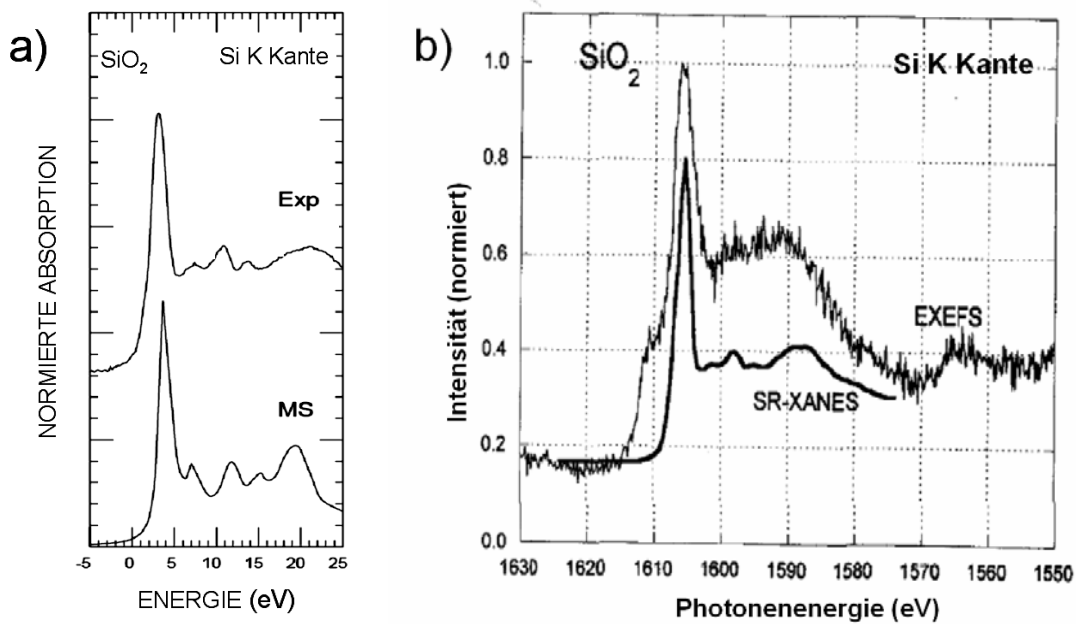 a)
SiO2
Si K Kante
Exp
MS
NORMIERTE ABSORPTION
-5 0 5 10 15 20 25
ENERGIE (eV)
b)
SiO2
Si K Kante
1.0
0.8
0.6
0.4
0.2
0.0
EXEFS
SR-XANES
Intensität (normiert)
1630 1620 1610 1600 1590 1580 1570 1560 1550
Photonenenergie (eV)